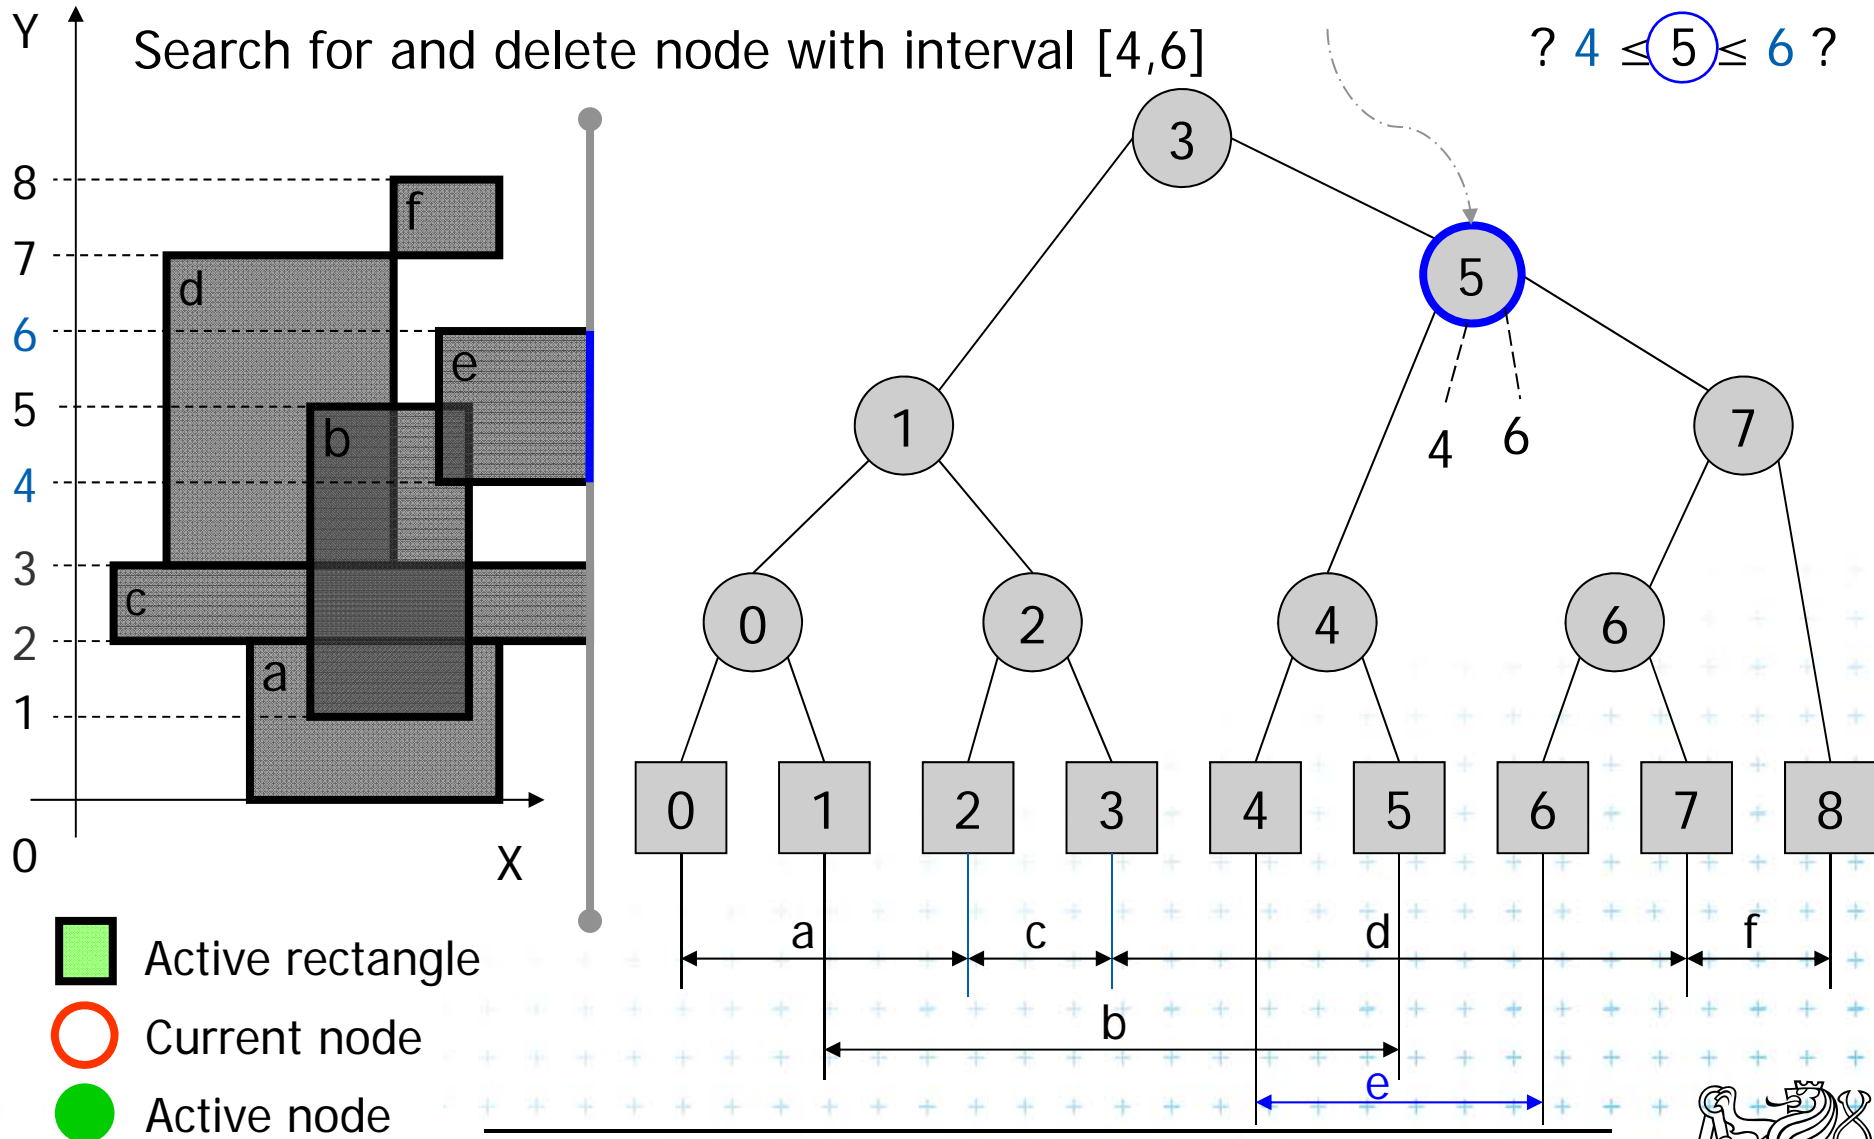 Y
Search for and delete node with interval [4,6]
? 4 ≤ 5 ≤ 6 ?
3
8
f
7
d
5
6
e
5
b
1
4
6
7
4
3
c
0
2
4
6
2
a
1
0
1
2
3
4
5
6
7
8
0
X
a
c
d
f
Active rectangle
b
Current node
e
Active node